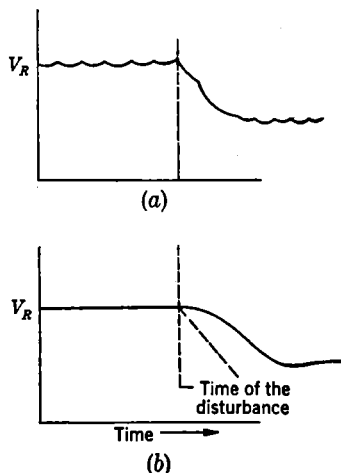 V_R
(a)
V_R
Time of the
disturbance
Time
(b)